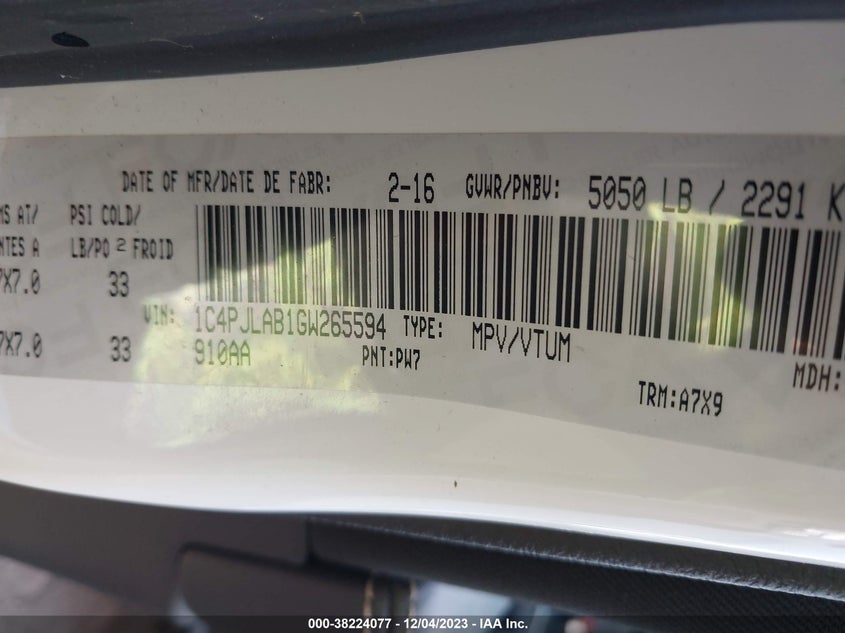 DATE OF MFR/DATE DE FABR: 2-16 GVWR/PNBV: 5050 LB / 2291 K
MS AT/ PSI COLD/
NTES A LB/PO 2 FROID
7X7.0 33
VIN: 1C4PJLAB1GW265594 TYPE: MPV/VTUM MDH:
7X7.0 33 910AA PNT:PW7 TRM:A7X9
000-38224077 - 12/04/2023 - IAA Inc.